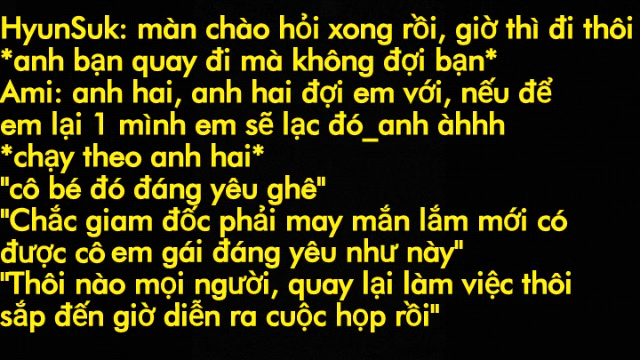 HyunSuk: màn chào hỏi xong rồi, giờ thì đi thôi
*anh bạn quay đi mà không đợi bạn*
Ami: anh hai, anh hai đợi em với, nếu để
em lại 1 mình em sẽ lạc đó_anh àhhh
*chạy theo anh hai*
"cô bé đó đáng yêu ghê"
"Chắc giam đốc phải may mắn lắm mới có
được cô em gái đáng yêu như này"
"Thôi nào mọi người, quay lại làm việc thôi
sắp đến giờ diễn ra cuộc họp rồi"